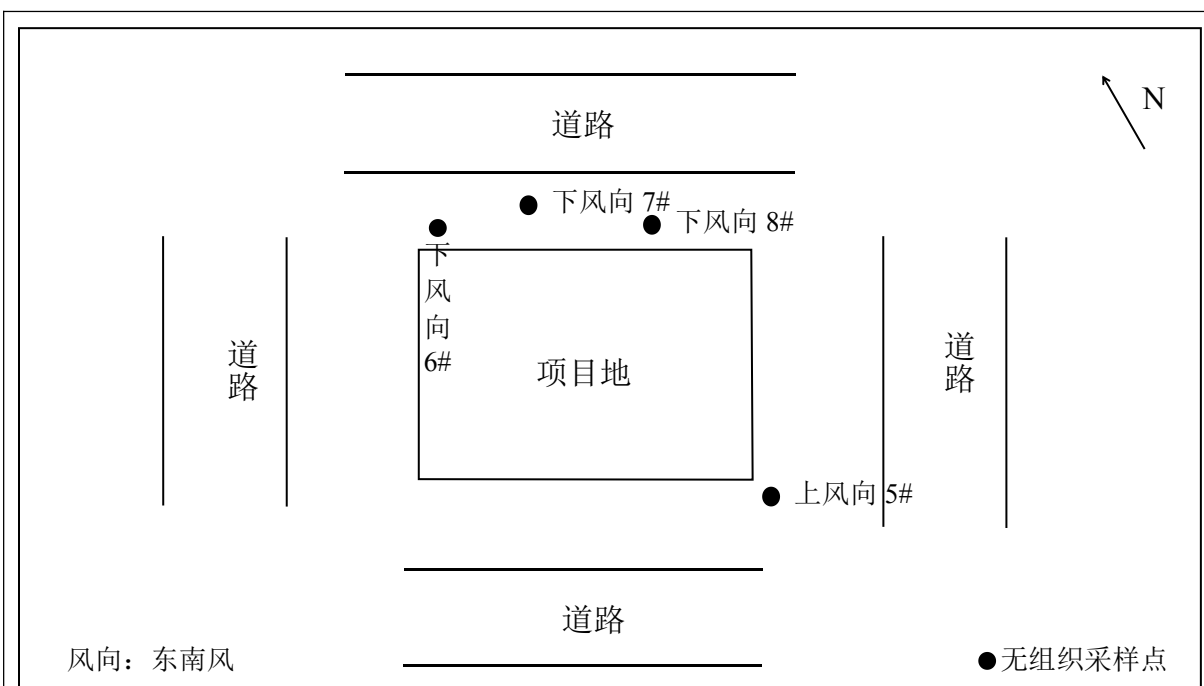 道路
N
下风向 7#
下风向 8#
下风向 6#
道路
项目地
道路
上风向 5#
道路
风向：东南风
●无组织采样点